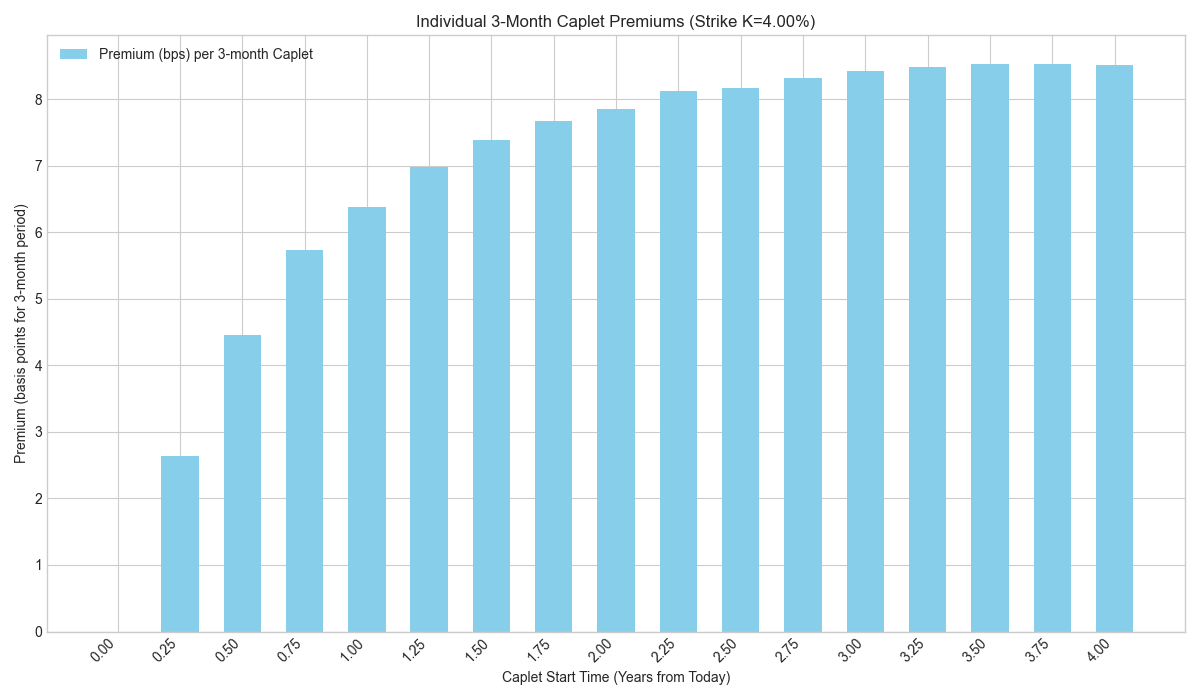 Individual 3-Month Caplet Premiums (Strike K=4.00%)
Premium (bps) per 3-month Caplet
Premium (basis points for 3-month period)
8
7
6
5
4
3
2
1
0
0.00 0.25 0.50 0.75 1.00 1.25 1.50 1.75 2.00 2.25 2.50 2.75 3.00 3.25 3.50 3.75 4.00
Caplet Start Time (Years from Today)